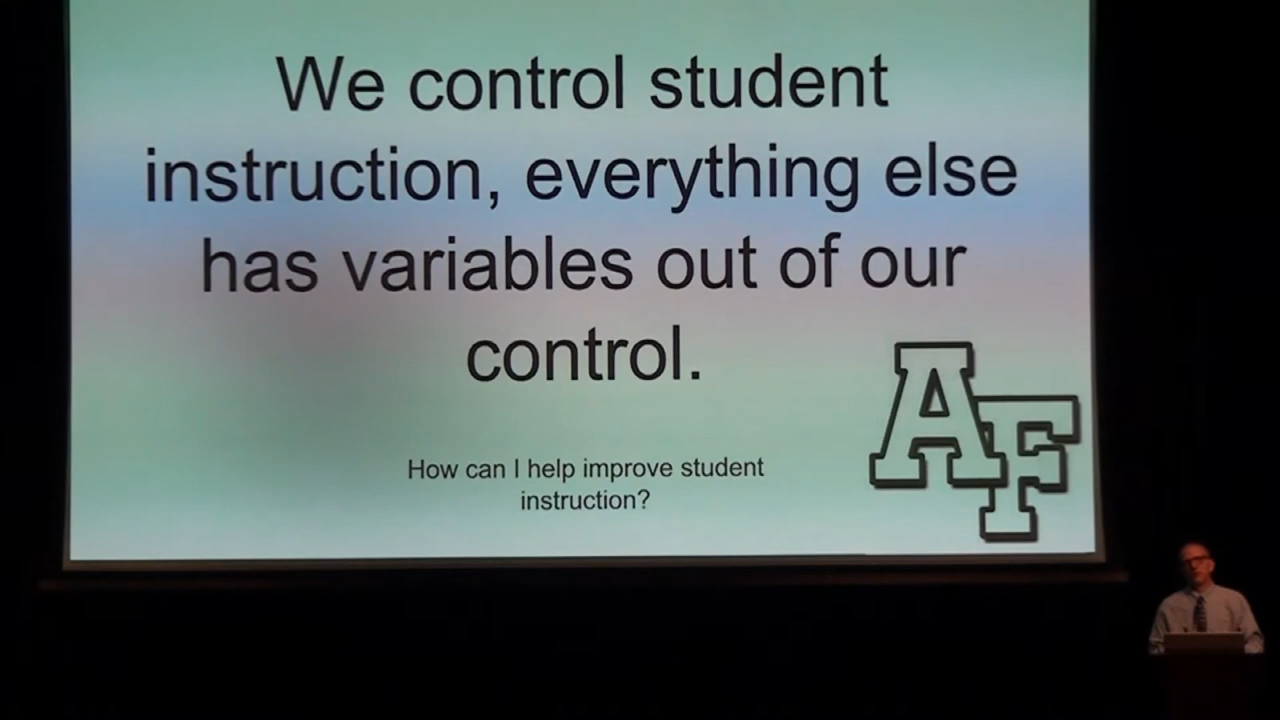 We control student
instruction, everything else
has variables out of our
control.
How can I help improve student
instruction?
AF